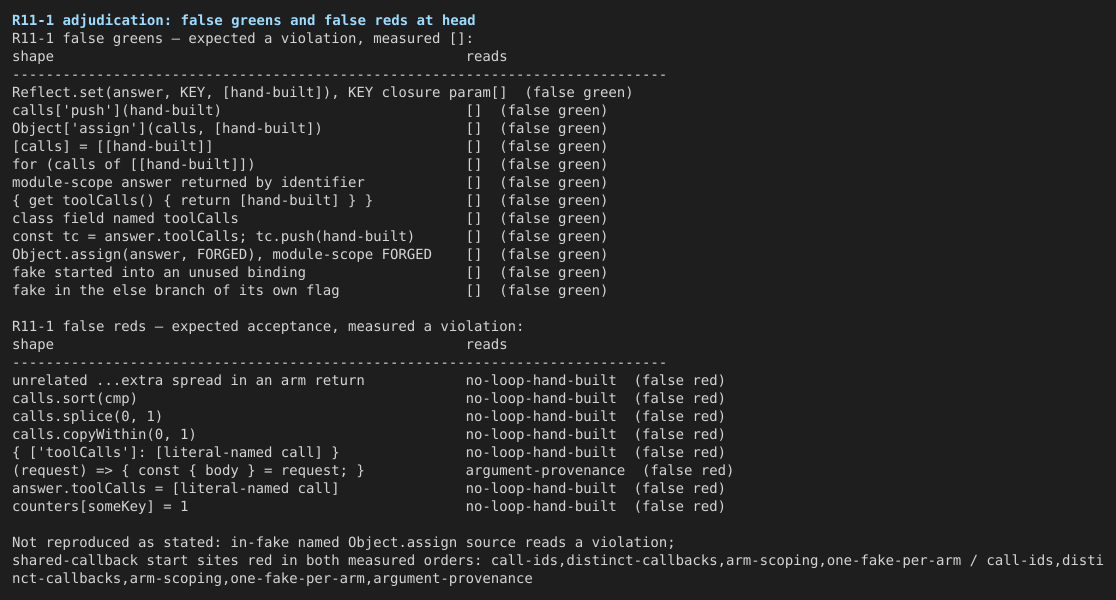 R11-1 adjudication: false greens and false reds at head
R11-1 false greens — expected a violation, measured []:
shape reads
--------------------------------------------------------------------------------
Reflect.set(answer, KEY, [hand-built]), KEY closure param[] (false green)
calls['push'](hand-built) [] (false green)
Object['assign'](calls, [hand-built]) [] (false green)
[calls] = [[hand-built]] [] (false green)
for (calls of [[hand-built]]) [] (false green)
module-scope answer returned by identifier [] (false green)
{ get toolCalls() { return [hand-built] } } [] (false green)
class field named toolCalls [] (false green)
const tc = answer.toolCalls; tc.push(hand-built) [] (false green)
Object.assign(answer, FORGED), module-scope FORGED [] (false green)
fake started into an unused binding [] (false green)
fake in the else branch of its own flag [] (false green)
R11-1 false reds — expected acceptance, measured a violation:
shape reads
--------------------------------------------------------------------------------
unrelated ...extra spread in an arm return no-loop-hand-built (false red)
calls.sort(cmp) no-loop-hand-built (false red)
calls.splice(0, 1) no-loop-hand-built (false red)
calls.copyWithin(0, 1) no-loop-hand-built (false red)
{ ['toolCalls']: [literal-named call] } no-loop-hand-built (false red)
(request) => { const { body } = request; } argument-provenance (false red)
answer.toolCalls = [literal-named call] no-loop-hand-built (false red)
counters[someKey] = 1 no-loop-hand-built (false red)
Not reproduced as stated: in-fake named Object.assign source reads a violation;
shared-callback start sites red in both measured orders: call-ids,distinct-callbacks,arm-scoping,one-fake-per-arm / call-ids,disti
nct-callbacks,arm-scoping,one-fake-per-arm,argument-provenance